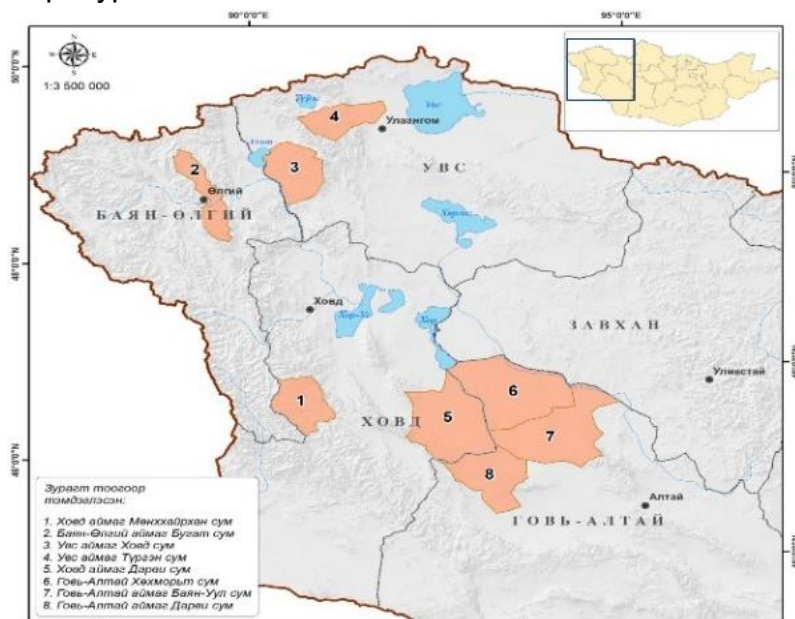 90°0'0"E
95°0'0"E
1:3 500 000
Улаангом
4
3
2
Өлгий
УВС
БАЯН-ӨЛГИЙ
Ховд
ЗАВХАН
Улиастай
1
ХОВД
5
6
7
8
Алтай
ГОВЬ-АЛТАЙ
Зурагт тоогоор
тэмдэглэсэн:
1. Ховд аймаг Мөнххайрхан сум
2. Баян-Өлгий аймаг Бугат сум
3. Увс аймаг Ховд сум
4. Увс аймаг Түргэн сум
5. Ховд аймаг Дарви сум
6. Говь-Алтай Хөхморьт сум
7. Говь-Алтай аймаг Баян-Уул сум
8. Говь-Алтай аймаг Дарви сум